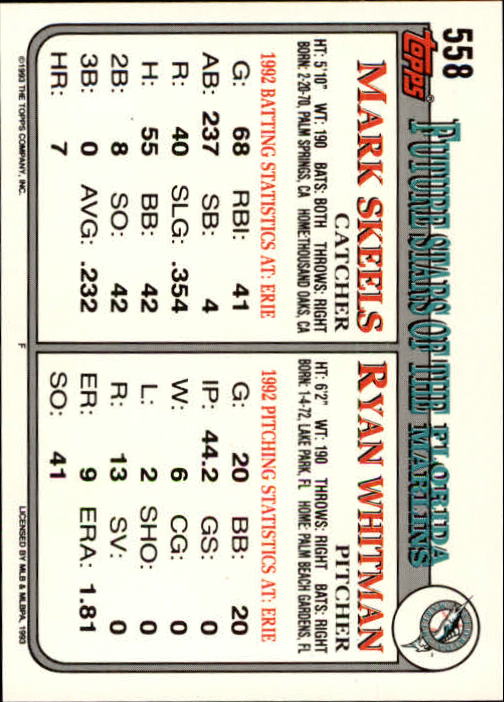 558
TOPPS®
FUTURE STARS OF THE FLORIDA MARLINS
MARK SKEELS
CATCHER
HT: 5'10" WT: 190 BATS: BOTH THROWS: RIGHT
BORN: 2-20-70, PALM SPRINGS, CA HOME:THOUSAND OAKS, CA
1992 BATTING STATISTICS AT: ERIE
G: 68 RBI: 41
AB: 237 SB: 4
R: 40 SLG: .354
H: 55 BB: 42
2B: 8 SO: 42
3B: 0 AVG: .232
HR: 7
RYAN WHITMAN
PITCHER
HT: 6'2" WT: 190 THROWS: RIGHT BATS: RIGHT
BORN: 1-4-72, LAKE PARK, FL HOME: PALM BEACH GARDENS, FL
1992 PITCHING STATISTICS AT: ERIE
G: 20 BB: 20
IP: 44.2 GS: 0
W: 6 CG: 0
L: 2 SHO: 0
R: 13 SV: 0
ER: 9 ERA: 1.81
SO: 41
©1993 THE TOPPS COMPANY, INC.
F
LICENSED BY MLB & MLBPA, 1993